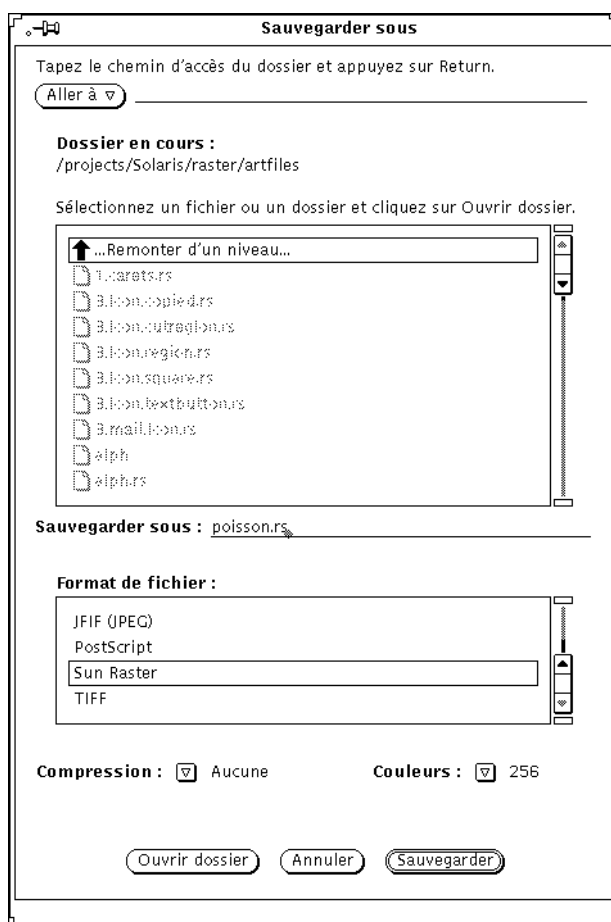 Sauvegarder sous
Tapez le chemin d'accès du dossier et appuyez sur Return.
Aller à
Dossier en cours :
/projects/Solaris/raster/artfiles
Sélectionnez un fichier ou un dossier et cliquez sur Ouvrir dossier.
...Remonter d'un niveau...
1.carets.rs
3.Icon.copied.rs
3.Icon.cutregion.rs
3.Icon.region.rs
3.Icon.square.rs
3.Icon.textbutton.rs
3.mail.Icon.rs
alph
alph.rs
Sauvegarder sous : poisson.rs
Format de fichier :
JFIF (JPEG)
PostScript
Sun Raster
TIFF
Compression : Aucune Couleurs : 256
Ouvrir dossier Annuler Sauvegarder